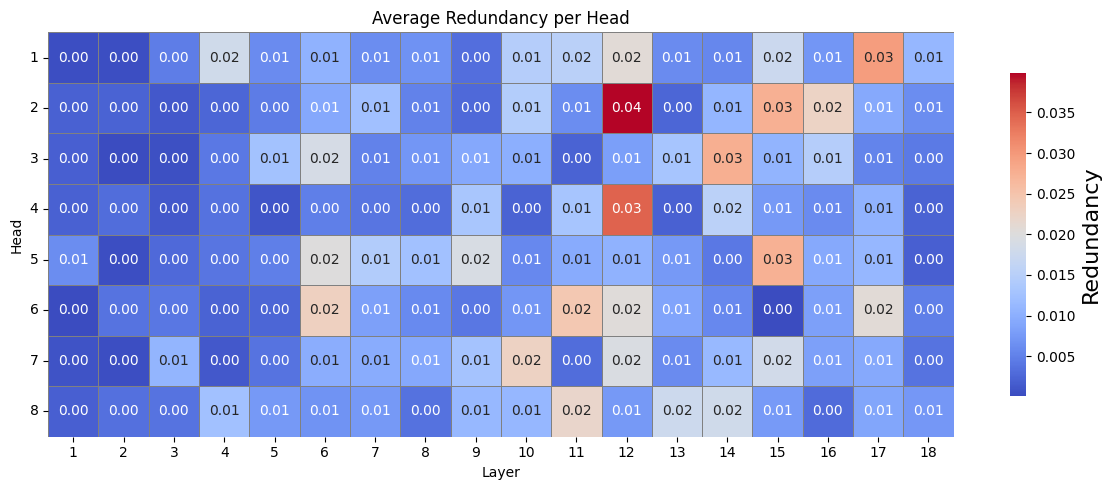 Average Redundancy per Head
1 0.00 0.00 0.00 0.02 0.01 0.01 0.01 0.01 0.00 0.01 0.02 0.02 0.01 0.01 0.02 0.01 0.03 0.01
2 0.00 0.00 0.00 0.00 0.00 0.01 0.01 0.01 0.00 0.01 0.01 0.04 0.00 0.01 0.03 0.02 0.01 0.01
3 0.00 0.00 0.00 0.00 0.01 0.02 0.01 0.01 0.01 0.01 0.00 0.01 0.01 0.03 0.01 0.01 0.01 0.00
4 0.00 0.00 0.00 0.00 0.00 0.00 0.00 0.00 0.01 0.00 0.01 0.03 0.00 0.02 0.01 0.01 0.01 0.00
5 0.01 0.00 0.00 0.00 0.00 0.02 0.01 0.01 0.02 0.01 0.01 0.01 0.01 0.00 0.03 0.01 0.01 0.00
6 0.00 0.00 0.00 0.00 0.00 0.02 0.01 0.01 0.00 0.01 0.02 0.02 0.01 0.01 0.00 0.01 0.02 0.00
7 0.00 0.00 0.01 0.00 0.00 0.01 0.01 0.01 0.01 0.02 0.00 0.02 0.01 0.01 0.02 0.01 0.01 0.00
8 0.00 0.00 0.00 0.01 0.01 0.01 0.01 0.00 0.01 0.01 0.02 0.01 0.02 0.02 0.01 0.00 0.01 0.01
1 2 3 4 5 6 7 8 9 10 11 12 13 14 15 16 17 18
Layer
Head
0.035
0.030
0.025
0.020
0.015
0.010
0.005
Redundancy